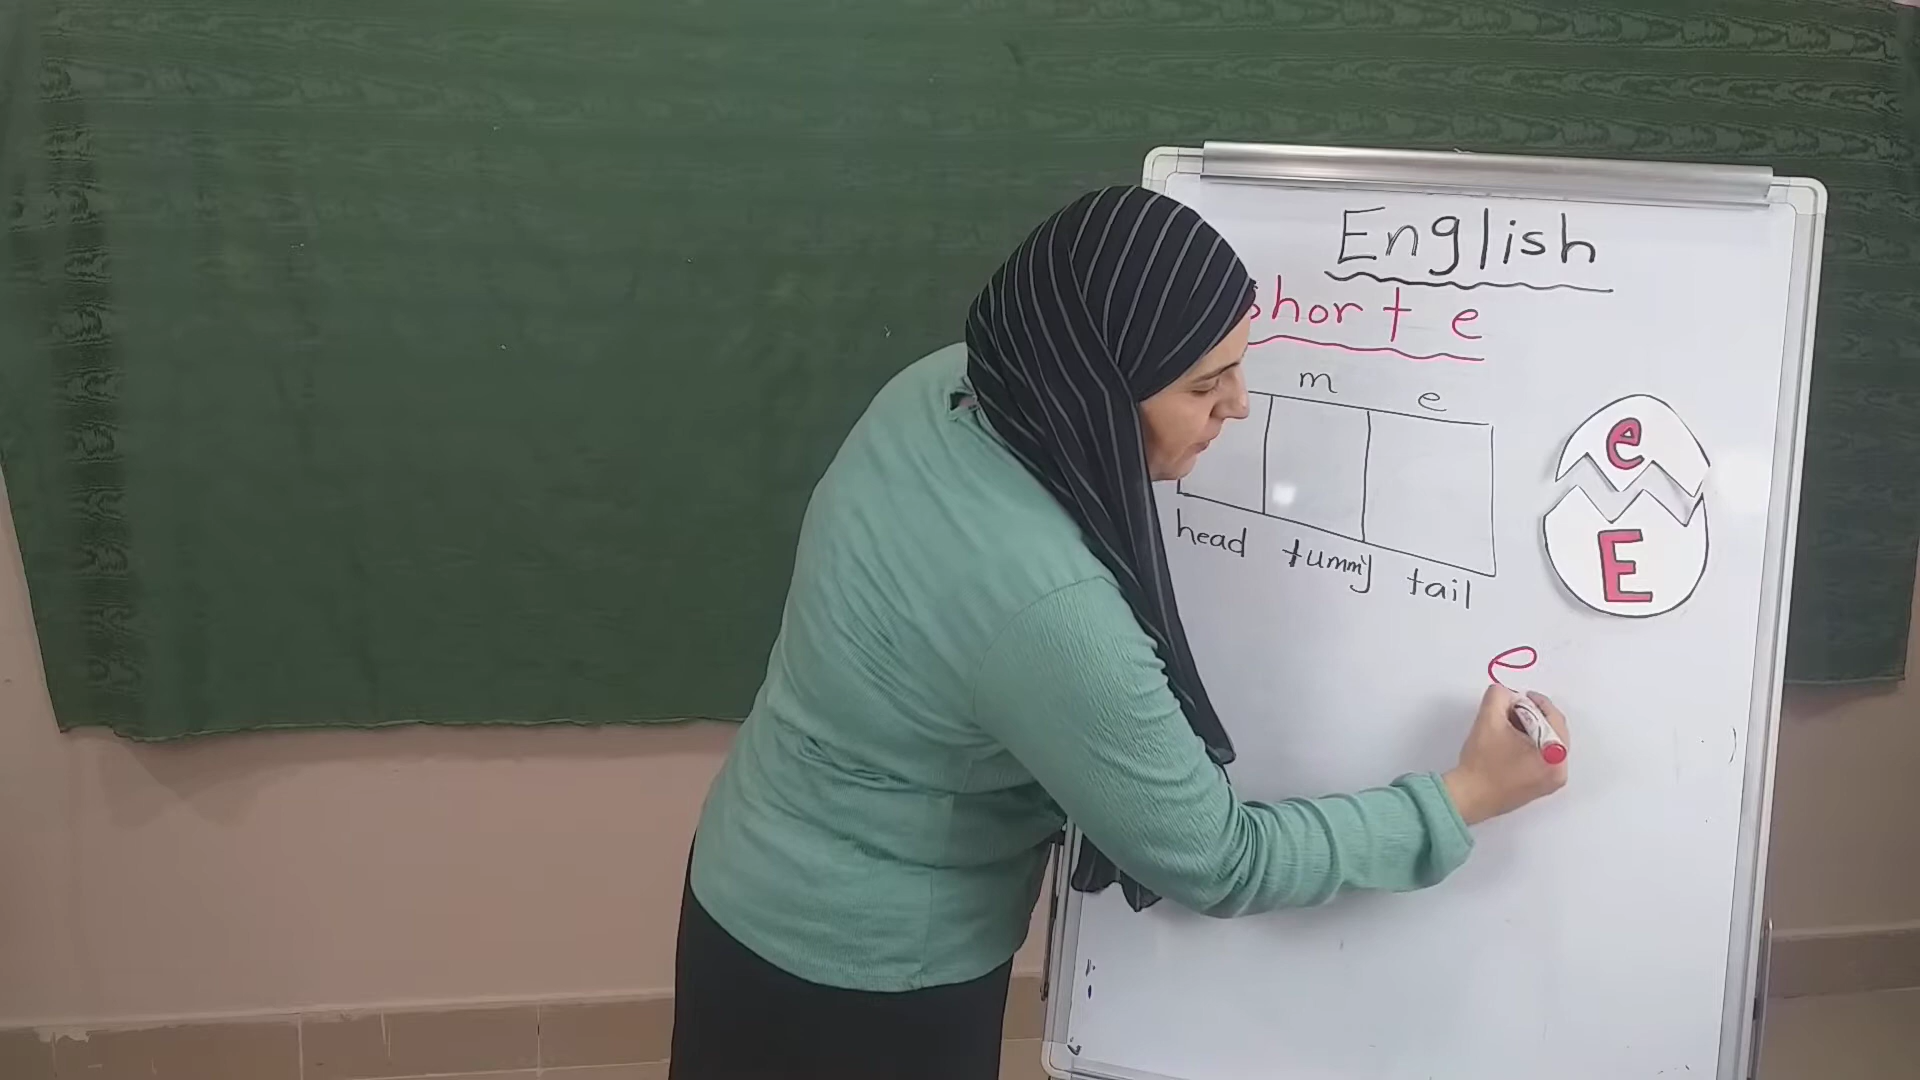 English
short e
m e
head tummy tail
e
E
e